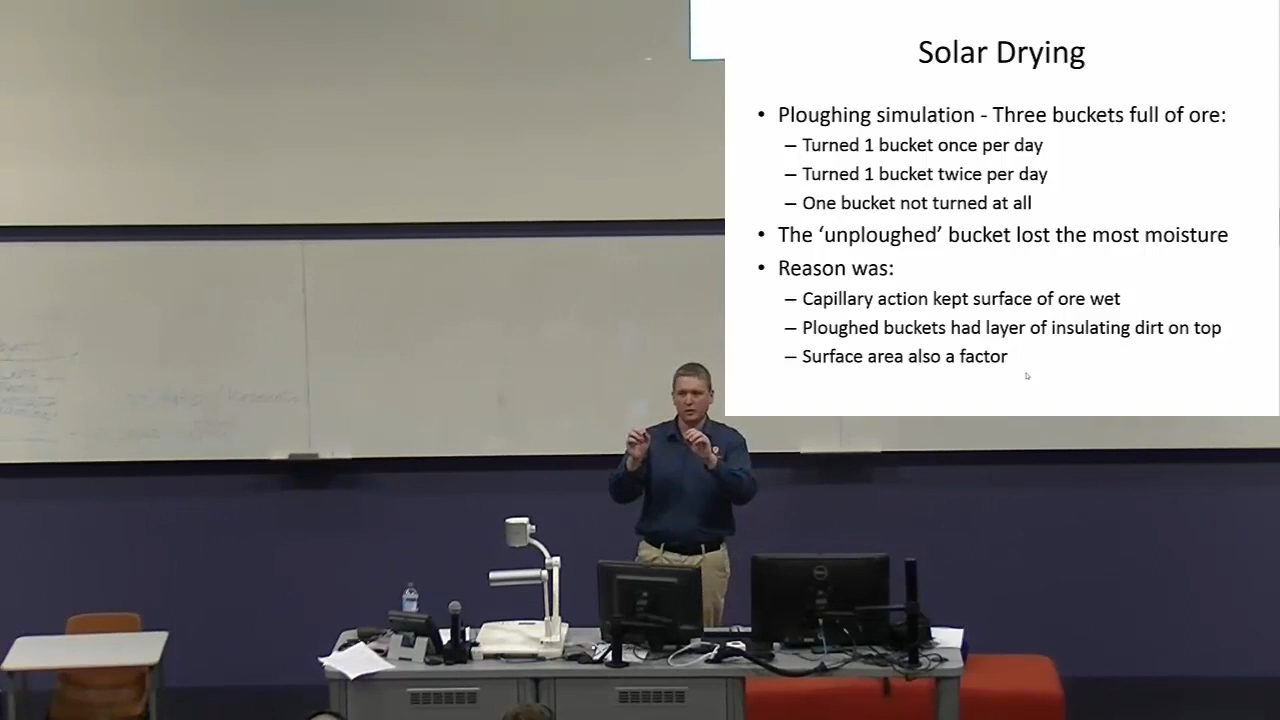 Solar Drying
• Ploughing simulation - Three buckets full of ore:
– Turned 1 bucket once per day
– Turned 1 bucket twice per day
– One bucket not turned at all
• The ‘unploughed’ bucket lost the most moisture
• Reason was:
– Capillary action kept surface of ore wet
– Ploughed buckets had layer of insulating dirt on top
– Surface area also a factor